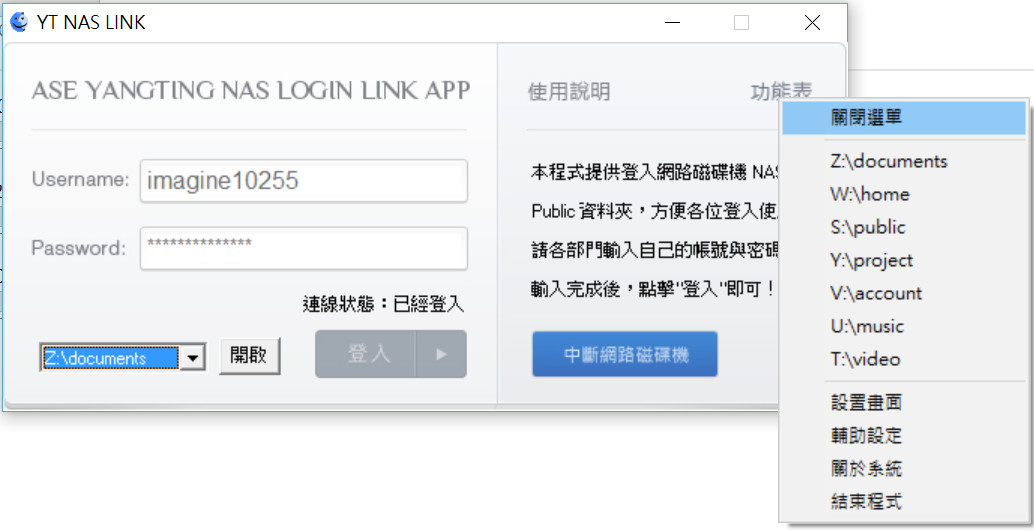 YT NAS LINK
ASE YANGTING NAS LOGIN LINK APP
Username:
imagine10255
Password:
**************
連線狀態：已經登入
Z:\documents
開啟
登入
使用說明
功能表
本程式提供登入網路磁碟機 NAS
Public 資料夾，方便各位登入使
請各部門輸入自己的帳號與密碼
輸入完成後，點擊"登入"即可！
中斷網路磁碟機
關閉選單
Z:\documents
W:\home
S:\public
Y:\project
V:\account
U:\music
T:\video
設置畫面
輔助設定
關於系統
結束程式